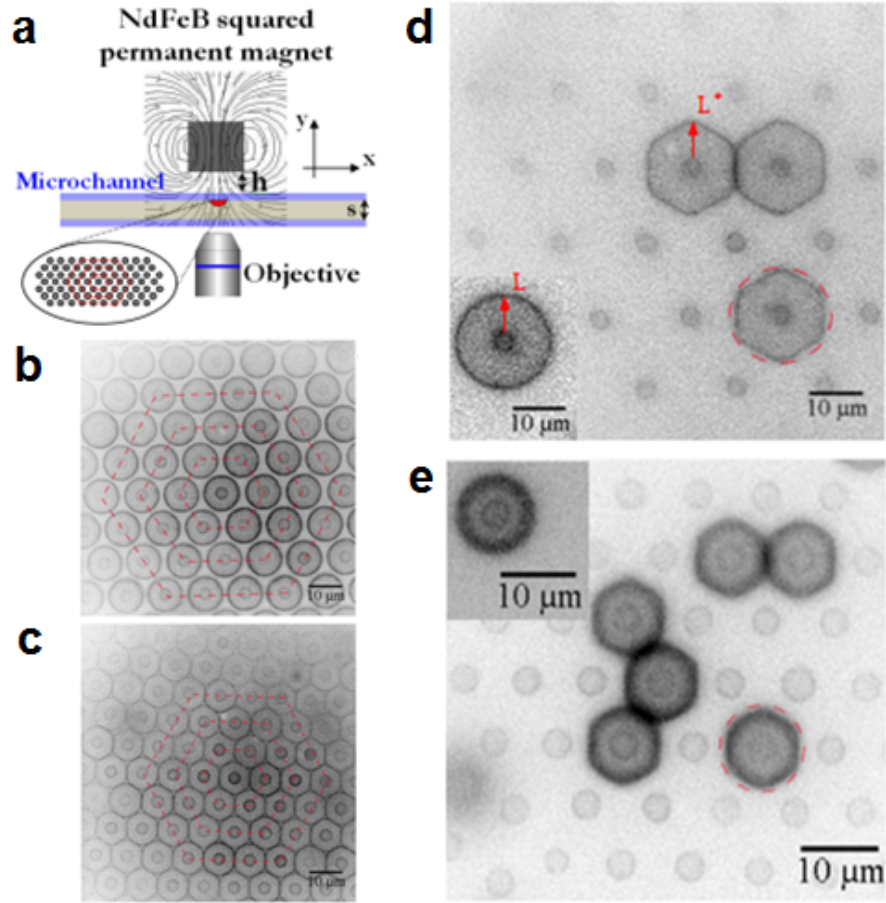 a
NdFeB squared
permanent magnet
y
x
Microchannel
h
s
Objective
b
10 μm
c
10 μm
d
L*
L
10 μm
10 μm
e
10 μm
10 μm